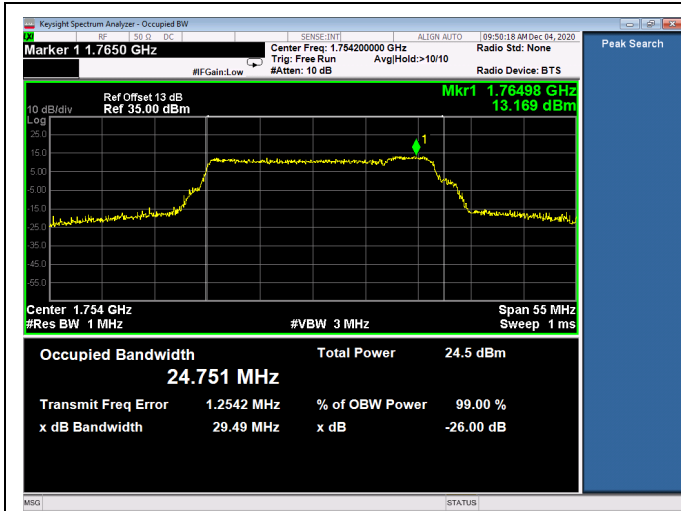 Keysight Spectrum Analyzer - Occupied BW
RF 50 Ω DC SENSE:INT ALIGN AUTO 09:50:18 AM Dec 04, 2020
Marker 1 1.7650 GHz
Center Freq: 1.754200000 GHz
Radio Std: None
Trig: Free Run Avg|Hold:>10/10
#IFGain:Low #Atten: 10 dB Radio Device: BTS
Peak Search
Ref Offset 13 dB
Mkr1 1.76498 GHz
10 dB/div Ref 35.00 dBm
13.169 dBm
Log
25.0
1
15.0
5.00
-5.00
-15.0
-25.0
-35.0
-45.0
-55.0
Center 1.754 GHz Span 55 MHz
#Res BW 1 MHz #VBW 3 MHz Sweep 1 ms
Occupied Bandwidth Total Power 24.5 dBm
24.751 MHz
Transmit Freq Error 1.2542 MHz % of OBW Power 99.00 %
x dB Bandwidth 29.49 MHz x dB -26.00 dB
MSG STATUS